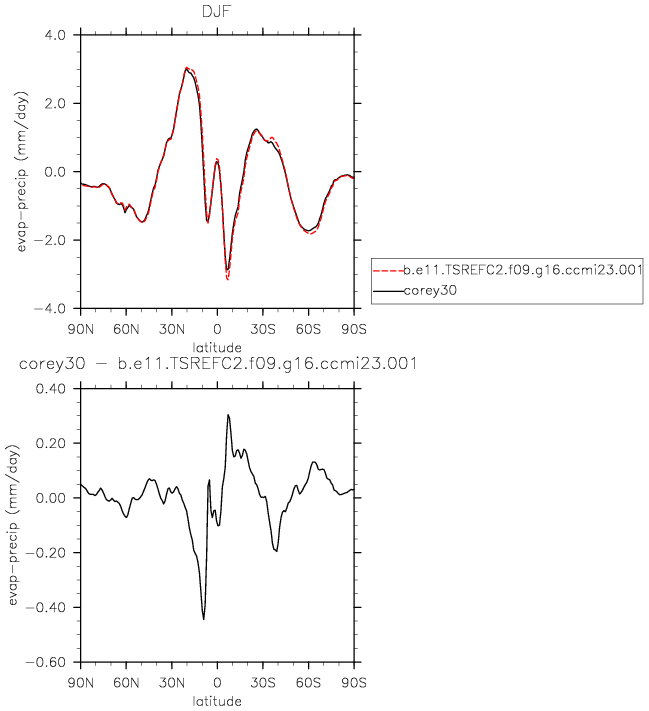 DJF
4.0
2.0
0.0
−2.0
−4.0
evap−precip (mm/day)
90N 60N 30N 0 30S 60S 90S
latitude
b.e11.TSREFC2.f09.g16.ccmi23.001
corey30
corey30 − b.e11.TSREFC2.f09.g16.ccmi23.001
0.40
0.20
0.00
−0.20
−0.40
−0.60
evap−precip (mm/day)
90N 60N 30N 0 30S 60S 90S
latitude